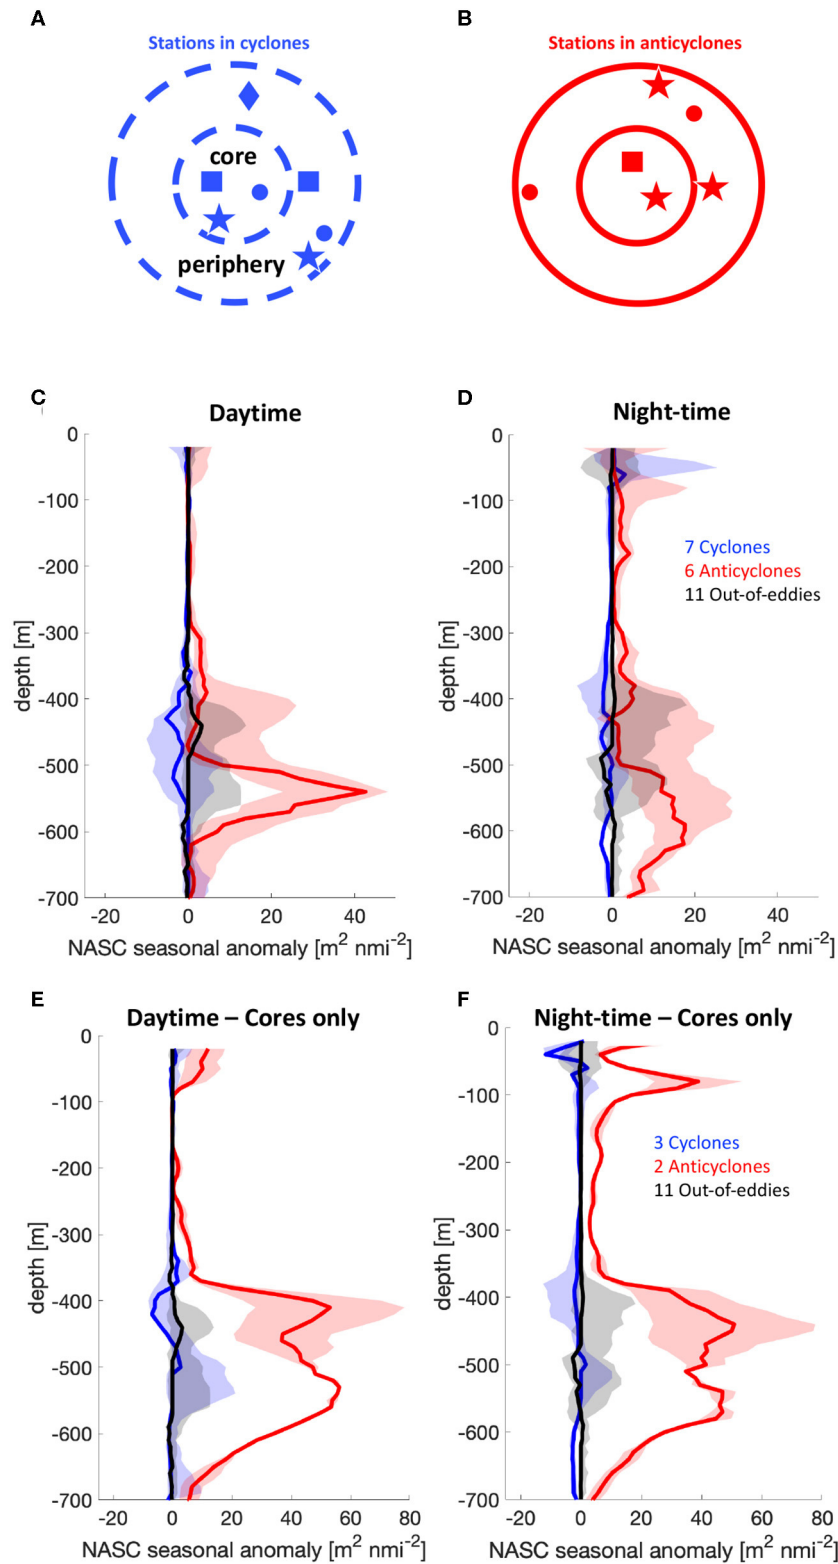 A
Stations in cyclones
core
periphery
B
Stations in anticyclones
C
Daytime
0
-100
-200
-300
-400
-500
-600
-700
depth [m]
-20 0 20 40
NASC seasonal anomaly [m² nmi⁻²]
D
Night-time
0
-100
-200
-300
-400
-500
-600
-700
depth [m]
7 Cyclones
6 Anticyclones
11 Out-of-eddies
-20 0 20 40
NASC seasonal anomaly [m² nmi⁻²]
E
Daytime – Cores only
0
-100
-200
-300
-400
-500
-600
-700
depth [m]
-20 0 20 40 60 80
NASC seasonal anomaly [m² nmi⁻²]
F
Night-time – Cores only
0
-100
-200
-300
-400
-500
-600
-700
depth [m]
3 Cyclones
2 Anticyclones
11 Out-of-eddies
-20 0 20 40 60 80
NASC seasonal anomaly [m² nmi⁻²]